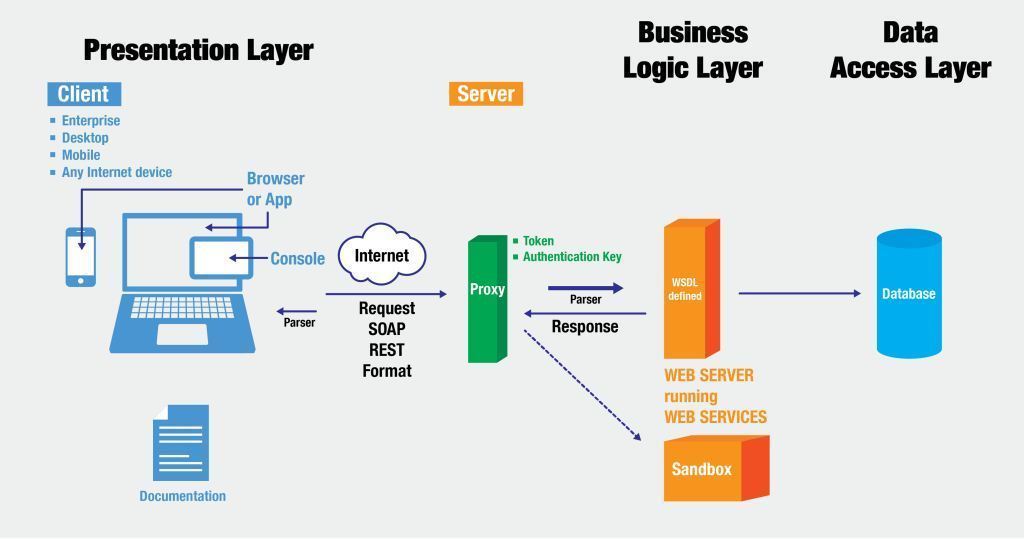 Presentation Layer
Business
Logic Layer
Data
Access Layer
Client
Enterprise
Desktop
Mobile
Any Internet device
Server
Browser
or App
Console
Internet
Parser
Request
SOAP
REST
Format
Proxy
Token
Authentication Key
Parser
Response
WSDL
defined
Database
WEB SERVER
running
WEB SERVICES
Sandbox
Documentation